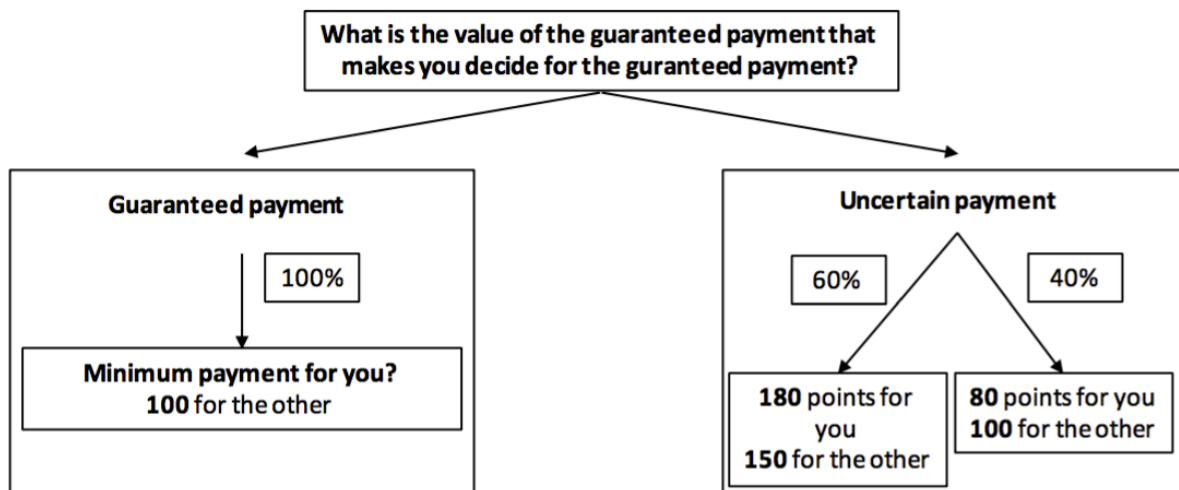 What is the value of the guaranteed payment that
makes you decide for the guranteed payment?
Guaranteed payment
100%
Minimum payment for you?
100 for the other
Uncertain payment
60%
40%
180 points for
you
150 for the other
80 points for you
100 for the other